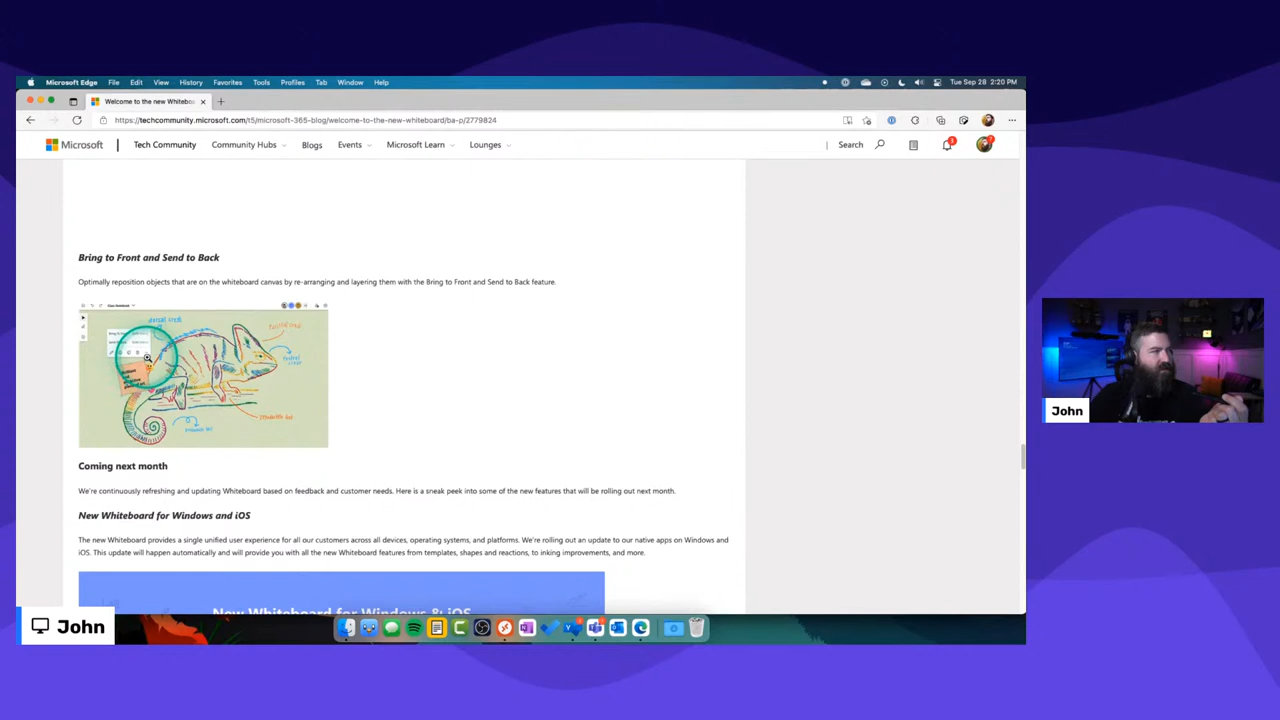 Microsoft Edge File Edit View History Favorites Tools Profiles Tab Window Help Tue Sep 28 2:20 PM
Welcome to the new Whiteboa
https://techcommunity.microsoft.com/t5/microsoft-365-blog/welcome-to-the-new-whiteboard/ba-p/2779824
Microsoft Tech Community Community Hubs Blogs Events Microsoft Learn Lounges Search
Bring to Front and Send to Back
Optimally reposition objects that are on the whiteboard canvas by re-arranging and layering them with the Bring to Front and Send to Back feature.
dorsal crest
Coming next month
We're continuously refreshing and updating Whiteboard based on feedback and customer needs. Here is a sneak peek into some of the new features that will be rolling out next month.
New Whiteboard for Windows and iOS
The new Whiteboard provides a single unified user experience for all our customers across all devices, operating systems, and platforms. We're rolling out an update to our native apps on Windows and
iOS. This update will happen automatically and will provide you with all the new Whiteboard features from templates, shapes and reactions, to inking improvements, and more.
New Whiteboard for Windows & iOS
John
John